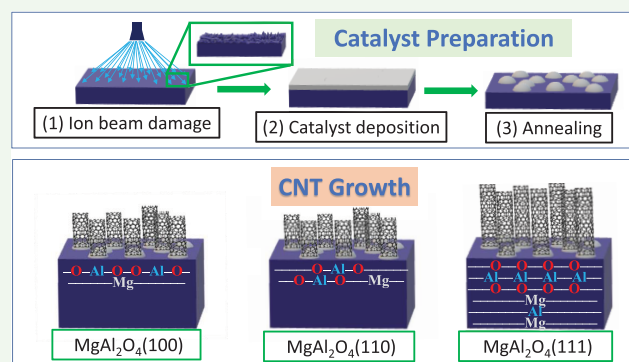 Catalyst Preparation
(1) Ion beam damage
(2) Catalyst deposition
(3) Annealing
CNT Growth
O Al O O Al O
Mg
MgAl₂O₄(100)
O Al O
O Al O Mg
MgAl₂O₄(110)
O O O O
Al Al Al Al
O O O O
Mg
Al
Mg
MgAl₂O₄(111)